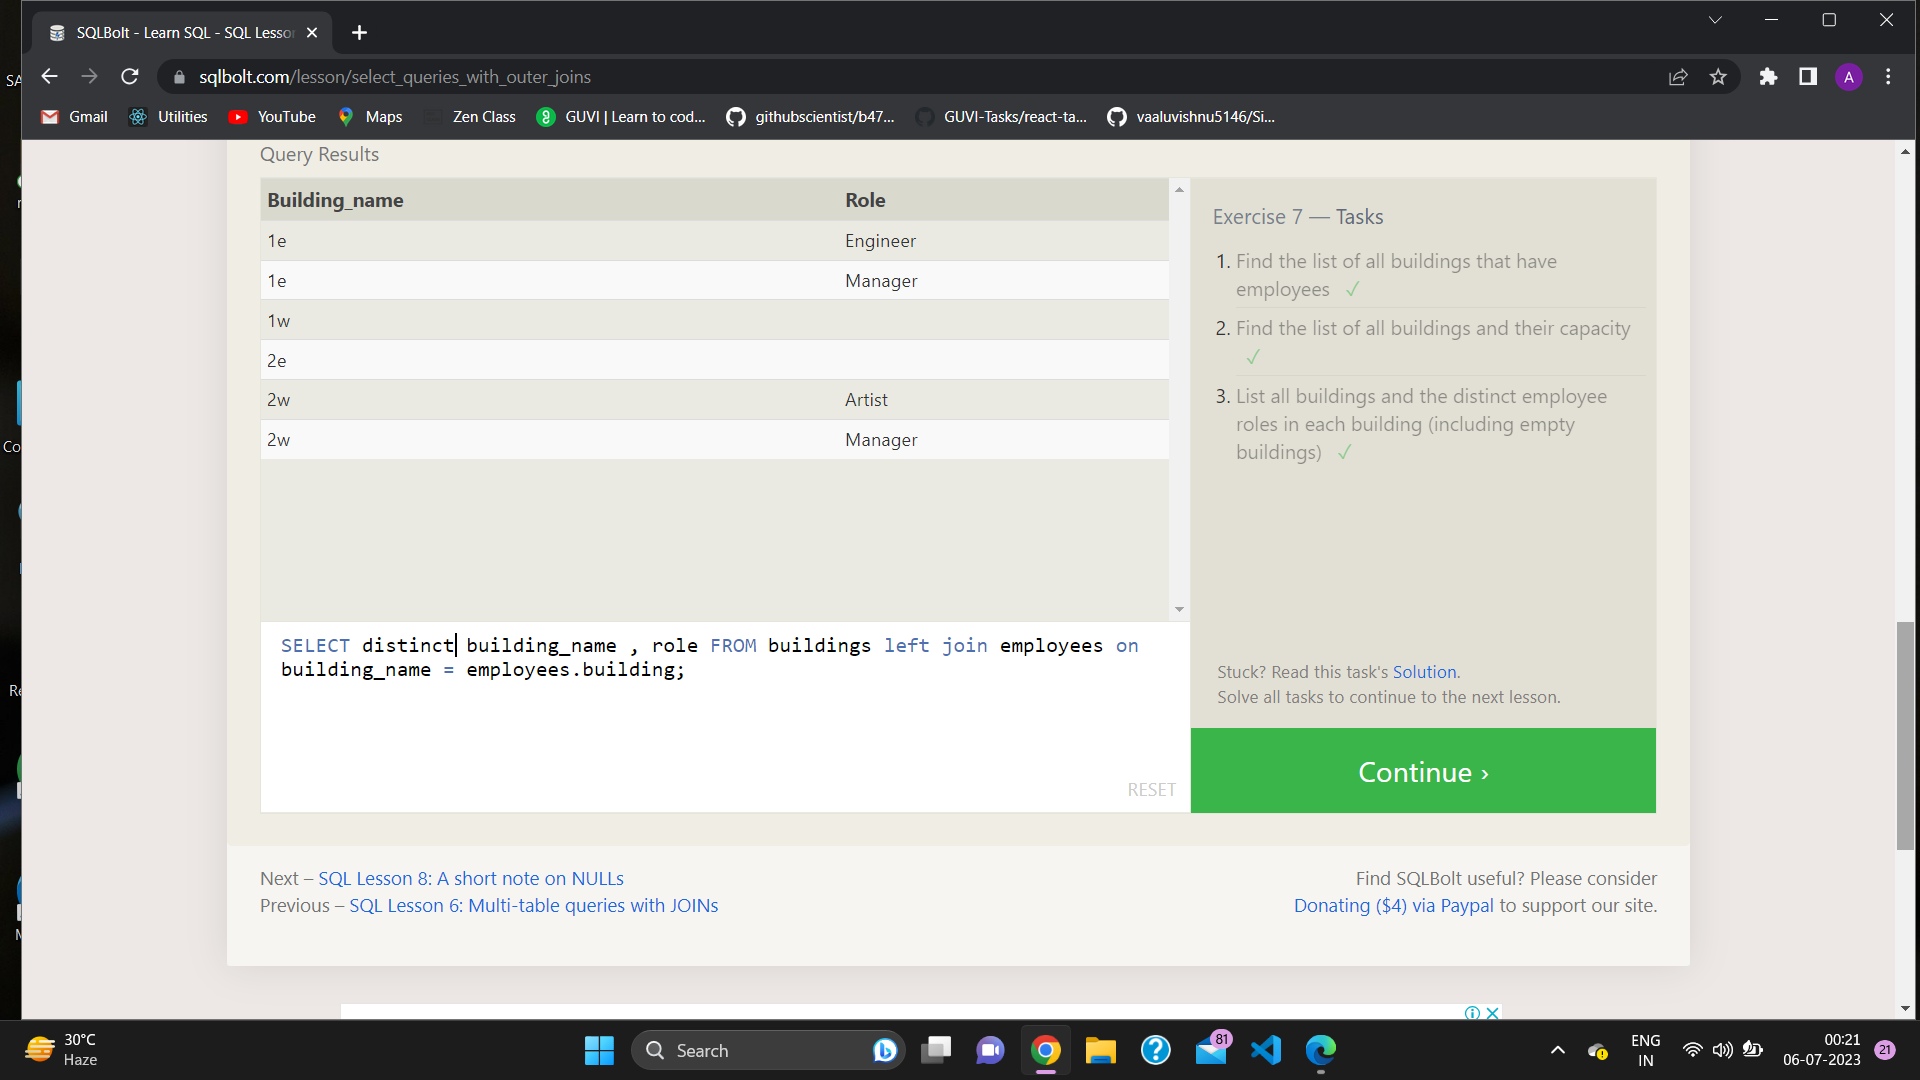 SQLBolt - Learn SQL - SQL Lesson
sqlbolt.com/lesson/select_queries_with_outer_joins
A
Gmail
Utilities
YouTube
Maps
Zen Class
GUVI | Learn to cod...
githubscientist/b47...
GUVI-Tasks/react-ta...
vaaluvishnu5146/Si...
SA
Co
Re
Query Results
Building_name Role
1e Engineer
1e Manager
1w
2e
2w Artist
2w Manager
SELECT distinct building_name , role FROM buildings left join employees on
building_name = employees.building;
RESET
Exercise 7 — Tasks
1. Find the list of all buildings that have
employees ✓
2. Find the list of all buildings and their capacity
✓
3. List all buildings and the distinct employee
roles in each building (including empty
buildings) ✓
Stuck? Read this task's Solution.
Solve all tasks to continue to the next lesson.
Continue ›
Next – SQL Lesson 8: A short note on NULLs
Previous – SQL Lesson 6: Multi-table queries with JOINs
Find SQLBolt useful? Please consider
Donating ($4) via Paypal to support our site.
30°C
Haze
Search
81
ENG
IN
00:21
06-07-2023
21